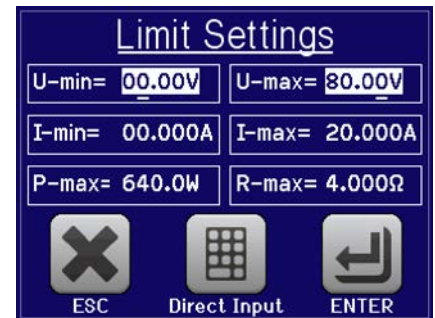 Limit Settings
U-min= 00.00V U-max= 80.00V
I-min= 00.000A I-max= 20.000A
P-max= 640.0W R-max= 4.000Ω
ESC Direct Input ENTER